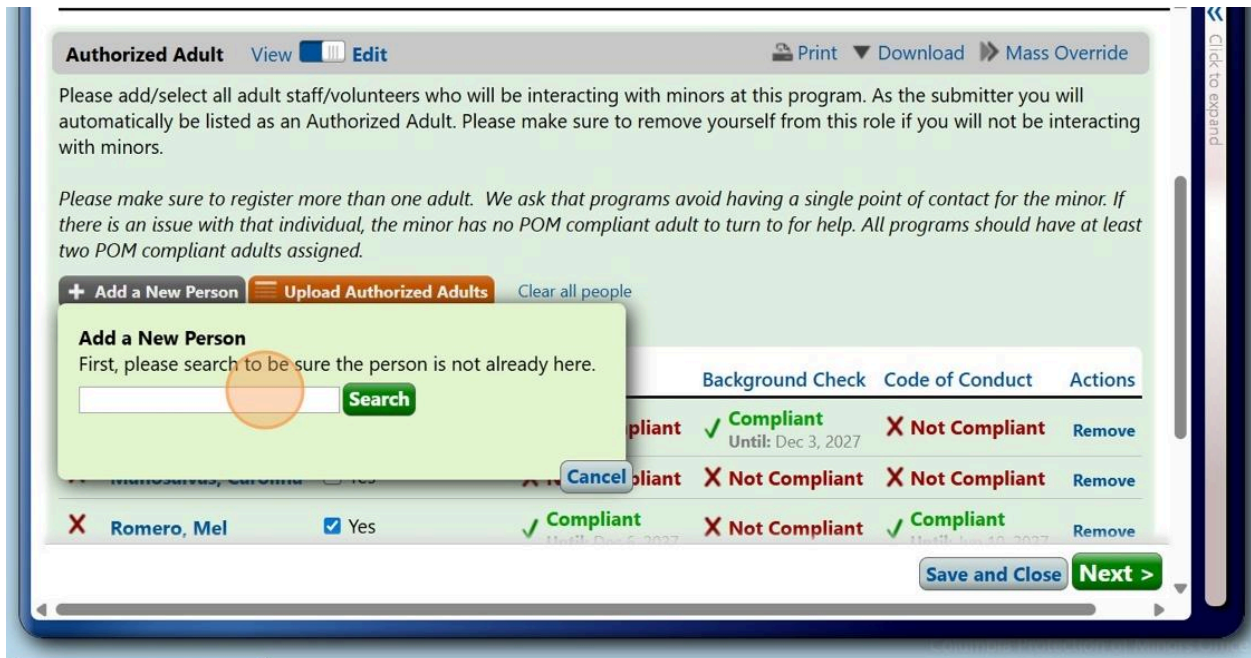 Authorized Adult View Edit Print Download Mass Override
Please add/select all adult staff/volunteers who will be interacting with minors at this program. As the submitter you will
automatically be listed as an Authorized Adult. Please make sure to remove yourself from this role if you will not be interacting
with minors.
Please make sure to register more than one adult. We ask that programs avoid having a single point of contact for the minor. If
there is an issue with that individual, the minor has no POM compliant adult to turn to for help. All programs should have at least
two POM compliant adults assigned.
+ Add a New Person Upload Authorized Adults Clear all people
Add a New Person
First, please search to be sure the person is not already here.
Search
Cancel
Background Check Code of Conduct Actions
pliant Compliant Not Compliant Remove
Until: Dec 3, 2027
pliant Not Compliant Not Compliant Remove
Romero, Mel Yes Compliant Not Compliant Compliant Remove
Save and Close Next >
Click to expand